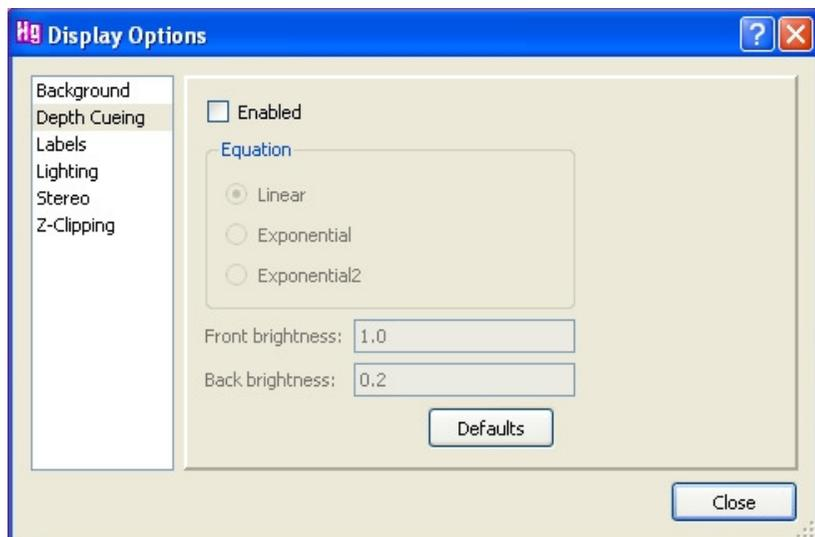 Hg Display Options
Background
Depth Cueing
Labels
Lighting
Stereo
Z-Clipping
Enabled
Equation
Linear
Exponential
Exponential2
Front brightness: 1.0
Back brightness: 0.2
Defaults
Close